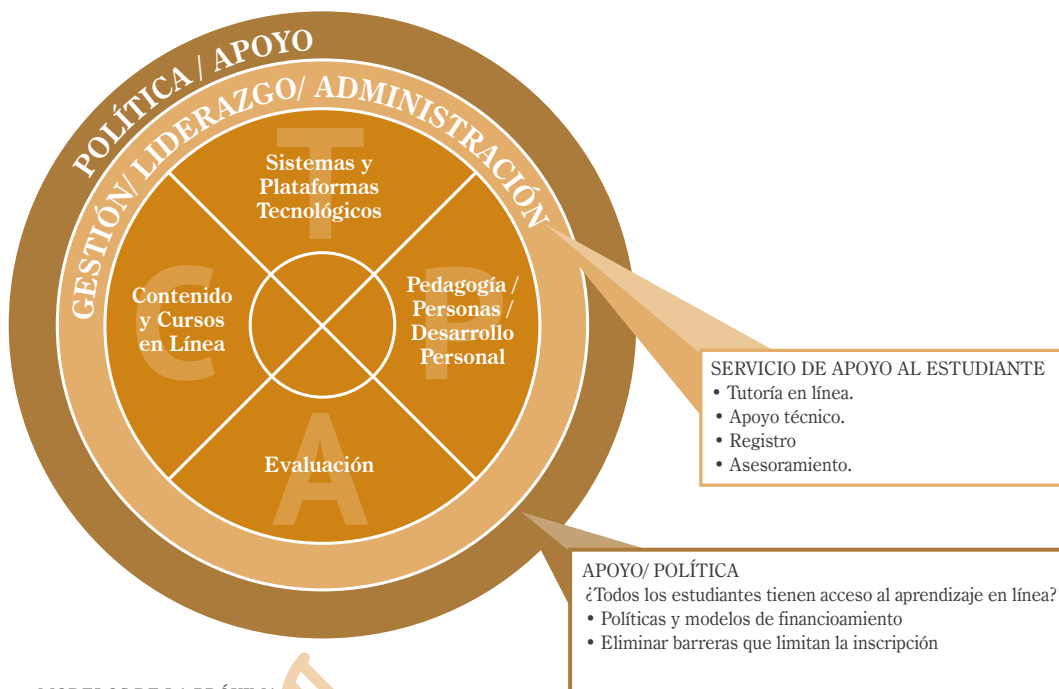 POLÍTICA / APOYO
GESTIÓN/ LIDERAZGO/ ADMINISTRACIÓN
T
Sistemas y
Plataformas
Tecnológicos
C
Contenido
y Cursos
en Línea
P
Pedagogía /
Personas /
Desarrollo
Personal
A
Evaluación
SERVICIO DE APOYO AL ESTUDIANTE
• Tutoría en línea.
• Apoyo técnico.
• Registro
• Asesoramiento.
APOYO/ POLÍTICA
¿Todos los estudiantes tienen acceso al aprendizaje en línea?
• Políticas y modelos de financioamiento
• Eliminar barreras que limitan la inscripción